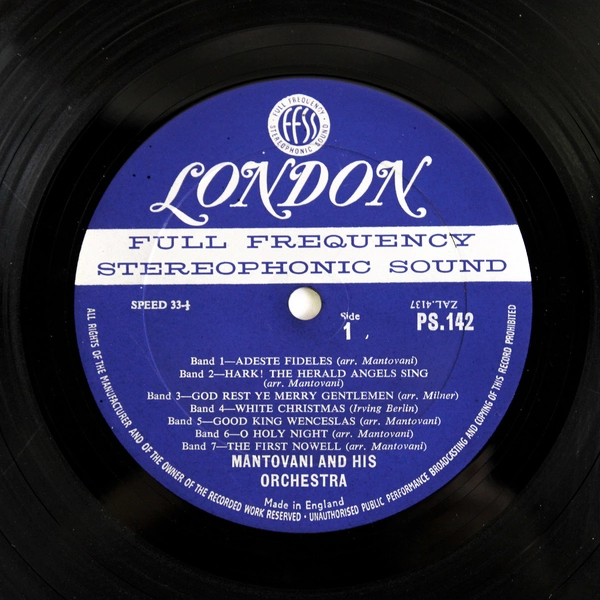 FULL FREQUENCY
ffss
STEREOPHONIC SOUND
LONDON
FULL FREQUENCY
STEREOPHONIC SOUND
SPEED 33⅓
Side
1
ZAL.4137
PS.142
Band 1—ADESTE FIDELES (arr. Mantovani)
Band 2—HARK! THE HERALD ANGELS SING
(arr. Mantovani)
Band 3—GOD REST YE MERRY GENTLEMEN (arr. Milner)
Band 4—WHITE CHRISTMAS (Irving Berlin)
Band 5—GOOD KING WENCESLAS (arr. Mantovani)
Band 6—O HOLY NIGHT (arr. Mantovani)
Band 7—THE FIRST NOWELL (arr. Mantovani)
MANTOVANI AND HIS
ORCHESTRA
Made in England
ALL RIGHTS OF THE MANUFACTURER AND OF THE OWNER OF THE RECORDED WORK RESERVED · UNAUTHORISED PUBLIC PERFORMANCE BROADCASTING AND COPYING OF THIS RECORD PROHIBITED